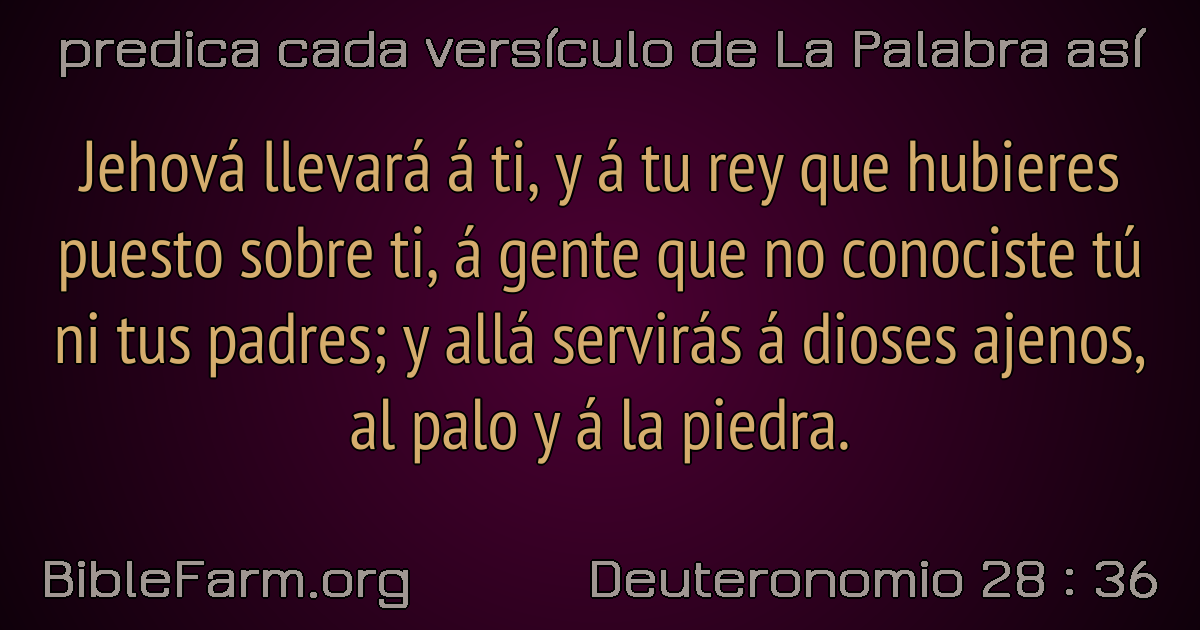 predica cada versículo de La Palabra así
Jehová llevará á ti, y á tu rey que hubieres
puesto sobre ti, á gente que no conociste tú
ni tus padres; y allá servirás á dioses ajenos,
al palo y á la piedra.
BibleFarm.org
Deuteronomio 28 : 36